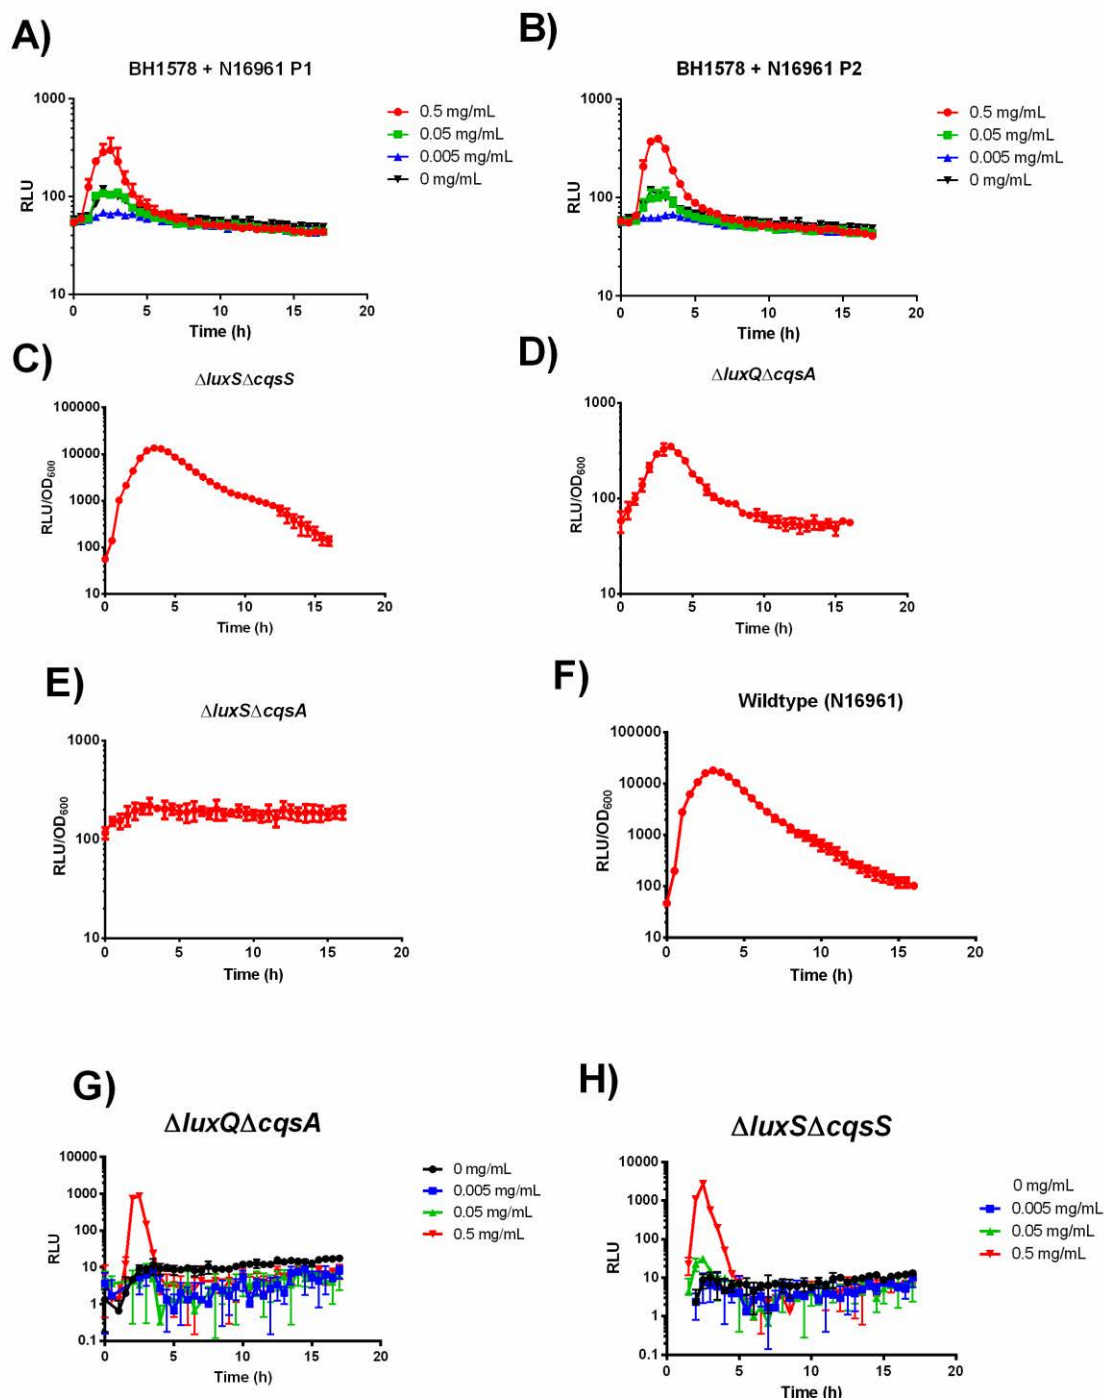 A)
BH1578 + N16961 P1
1000
100
10
RLU
0
5
10
15
20
Time (h)
0.5 mg/mL
0.05 mg/mL
0.005 mg/mL
0 mg/mL
B)
BH1578 + N16961 P2
1000
100
10
RLU
0
5
10
15
20
Time (h)
0.5 mg/mL
0.05 mg/mL
0.005 mg/mL
0 mg/mL
C)
ΔluxSΔcqsS
100000
10000
1000
100
10
RLU/OD600
0
5
10
15
20
Time (h)
D)
ΔluxQΔcqsA
1000
100
10
RLU/OD600
0
5
10
15
20
Time (h)
E)
ΔluxSΔcqsA
1000
100
10
RLU/OD600
0
5
10
15
20
Time (h)
F)
Wildtype (N16961)
100000
10000
1000
100
10
RLU/OD600
0
5
10
15
20
Time (h)
G)
ΔluxQΔcqsA
10000
1000
100
10
1
0.1
RLU
0
5
10
15
20
Time (h)
0 mg/mL
0.005 mg/mL
0.05 mg/mL
0.5 mg/mL
H)
ΔluxSΔcqsS
10000
1000
100
10
1
0.1
RLU
0
5
10
15
20
Time (h)
0 mg/mL
0.005 mg/mL
0.05 mg/mL
0.5 mg/mL